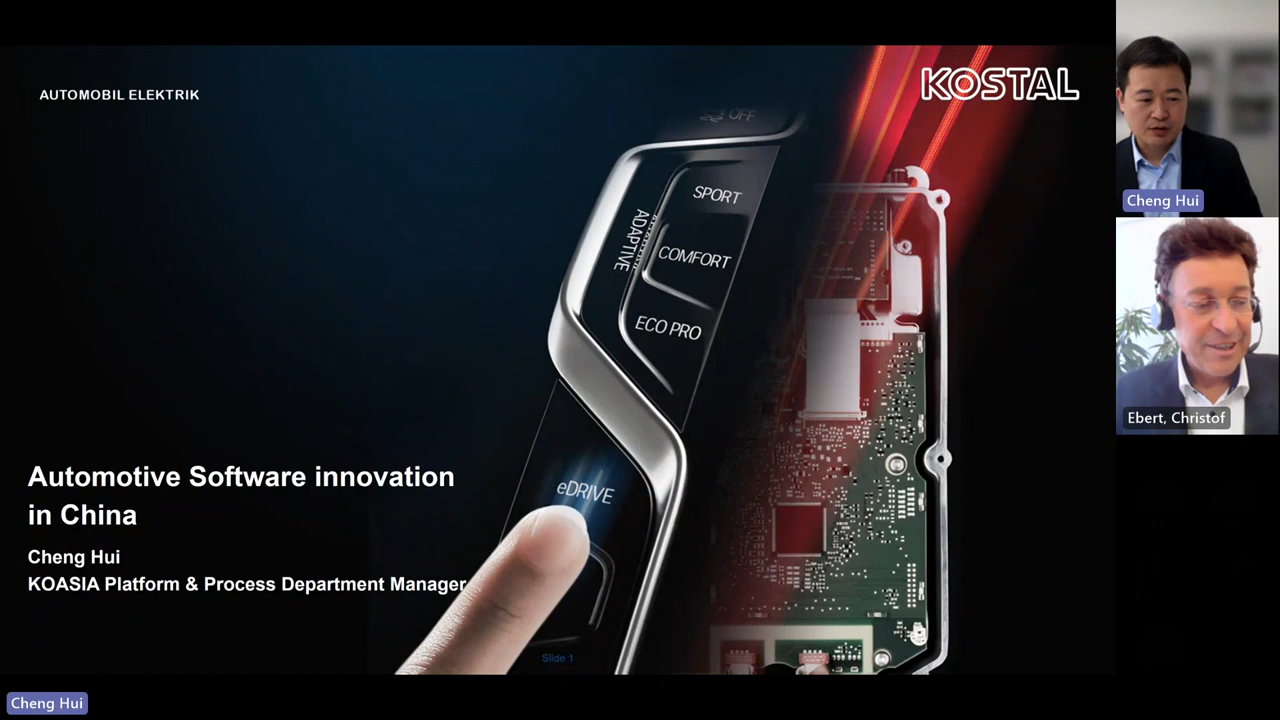 AUTOMOBIL ELEKTRIK
KOSTAL
OFF
SPORT
ADAPTIVE
COMFORT
ECO PRO
eDRIVE
Automotive Software innovation
in China
Cheng Hui
KOASIA Platform & Process Department Manager
Slide 1
Cheng Hui
Ebert, Christof
Cheng Hui